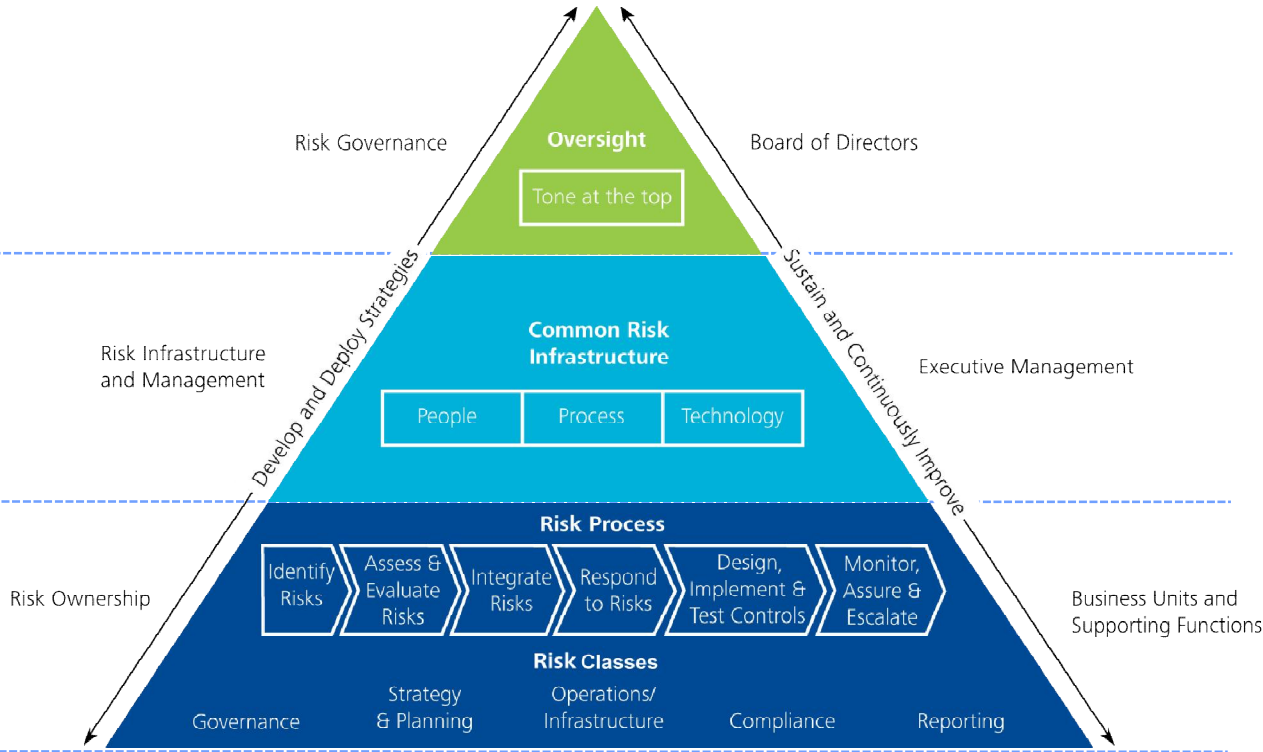 Risk Governance
Oversight
Tone at the top
Board of Directors
Develop and Deploy Strategies
Sustain and Continuously Improve
Risk Infrastructure
and Management
Common Risk
Infrastructure
People
Process
Technology
Executive Management
Risk Ownership
Risk Process
Identify
Risks
Assess &
Evaluate
Risks
Integrate
Risks
Respond
to Risks
Design,
Implement &
Test Controls
Monitor,
Assure &
Escalate
Business Units and
Supporting Functions
Risk Classes
Governance
Strategy
& Planning
Operations/
Infrastructure
Compliance
Reporting